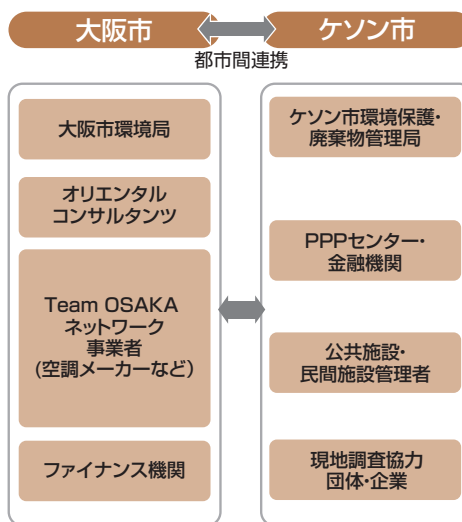 大阪市
ケソン市
都市間連携
大阪市環境局
オリエンタル
コンサルタンツ
Team OSAKA
ネットワーク
事業者
(空調メーカーなど)
ファイナンス機関
ケソン市環境保護・
廃棄物管理局
PPPセンター・
金融機関
公共施設・
民間施設管理者
現地調査協力
団体・企業